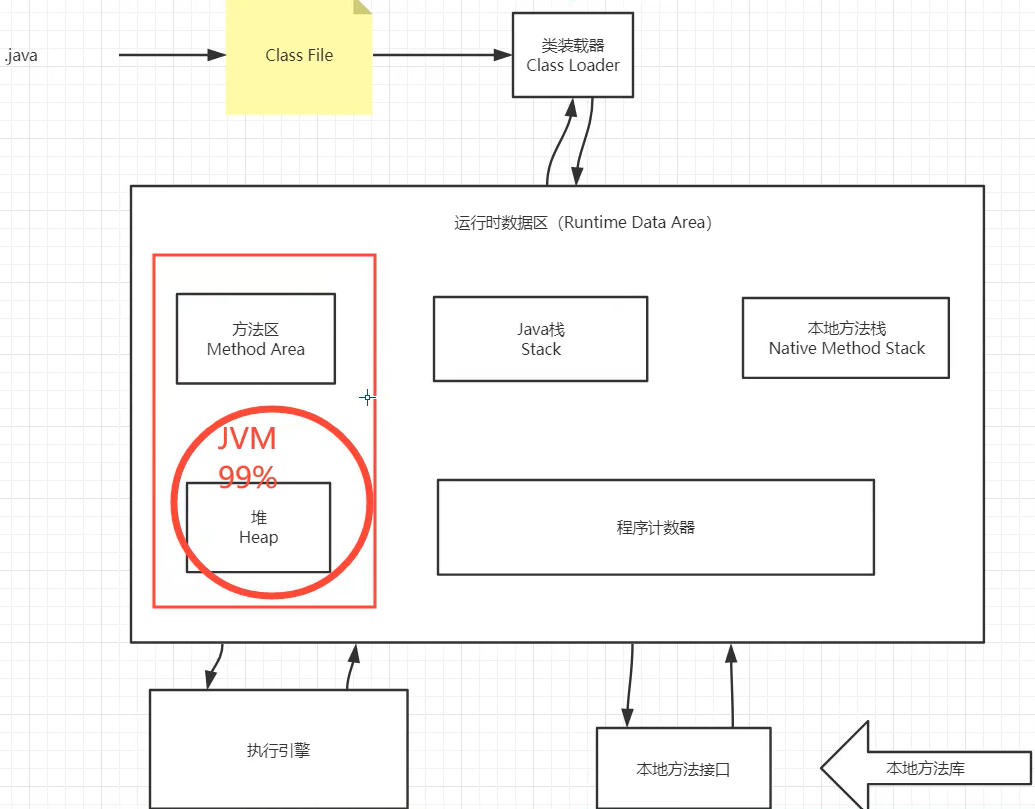 .java
Class File
类装载器
Class Loader
运行时数据区（Runtime Data Area）
方法区
Method Area
Java栈
Stack
本地方法栈
Native Method Stack
JVM
99%
堆
Heap
程序计数器
执行引擎
本地方法接口
本地方法库